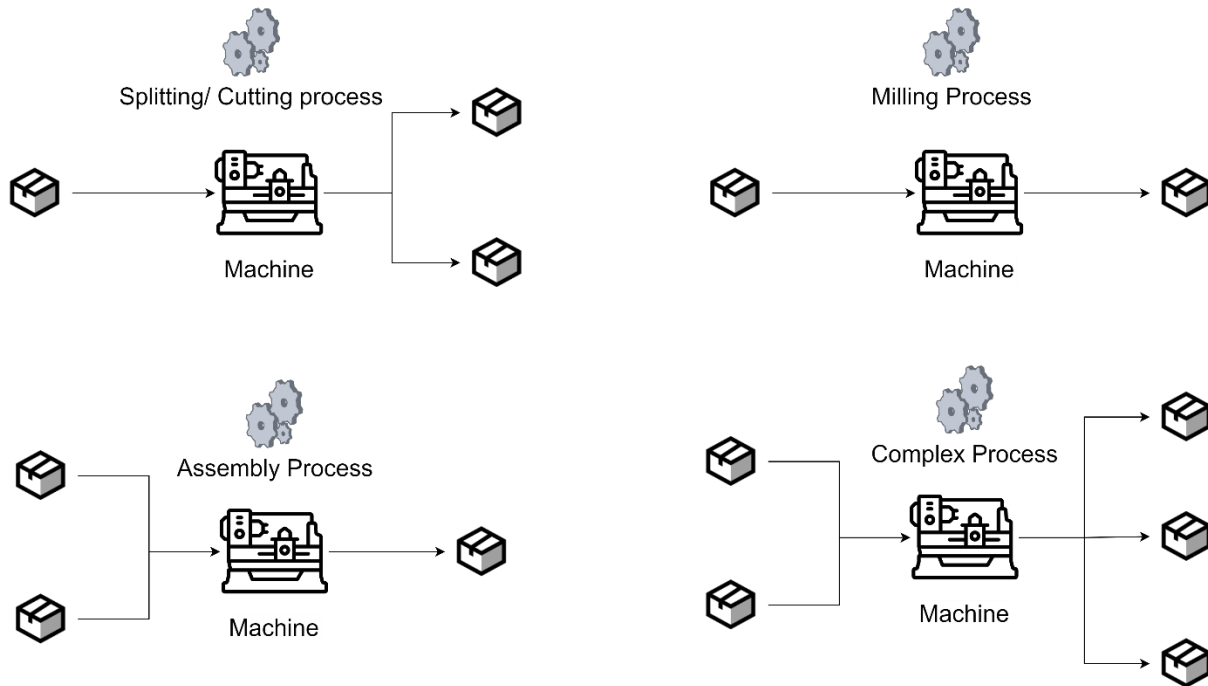 Splitting/ Cutting process
Machine
Milling Process
Machine
Assembly Process
Machine
Complex Process
Machine